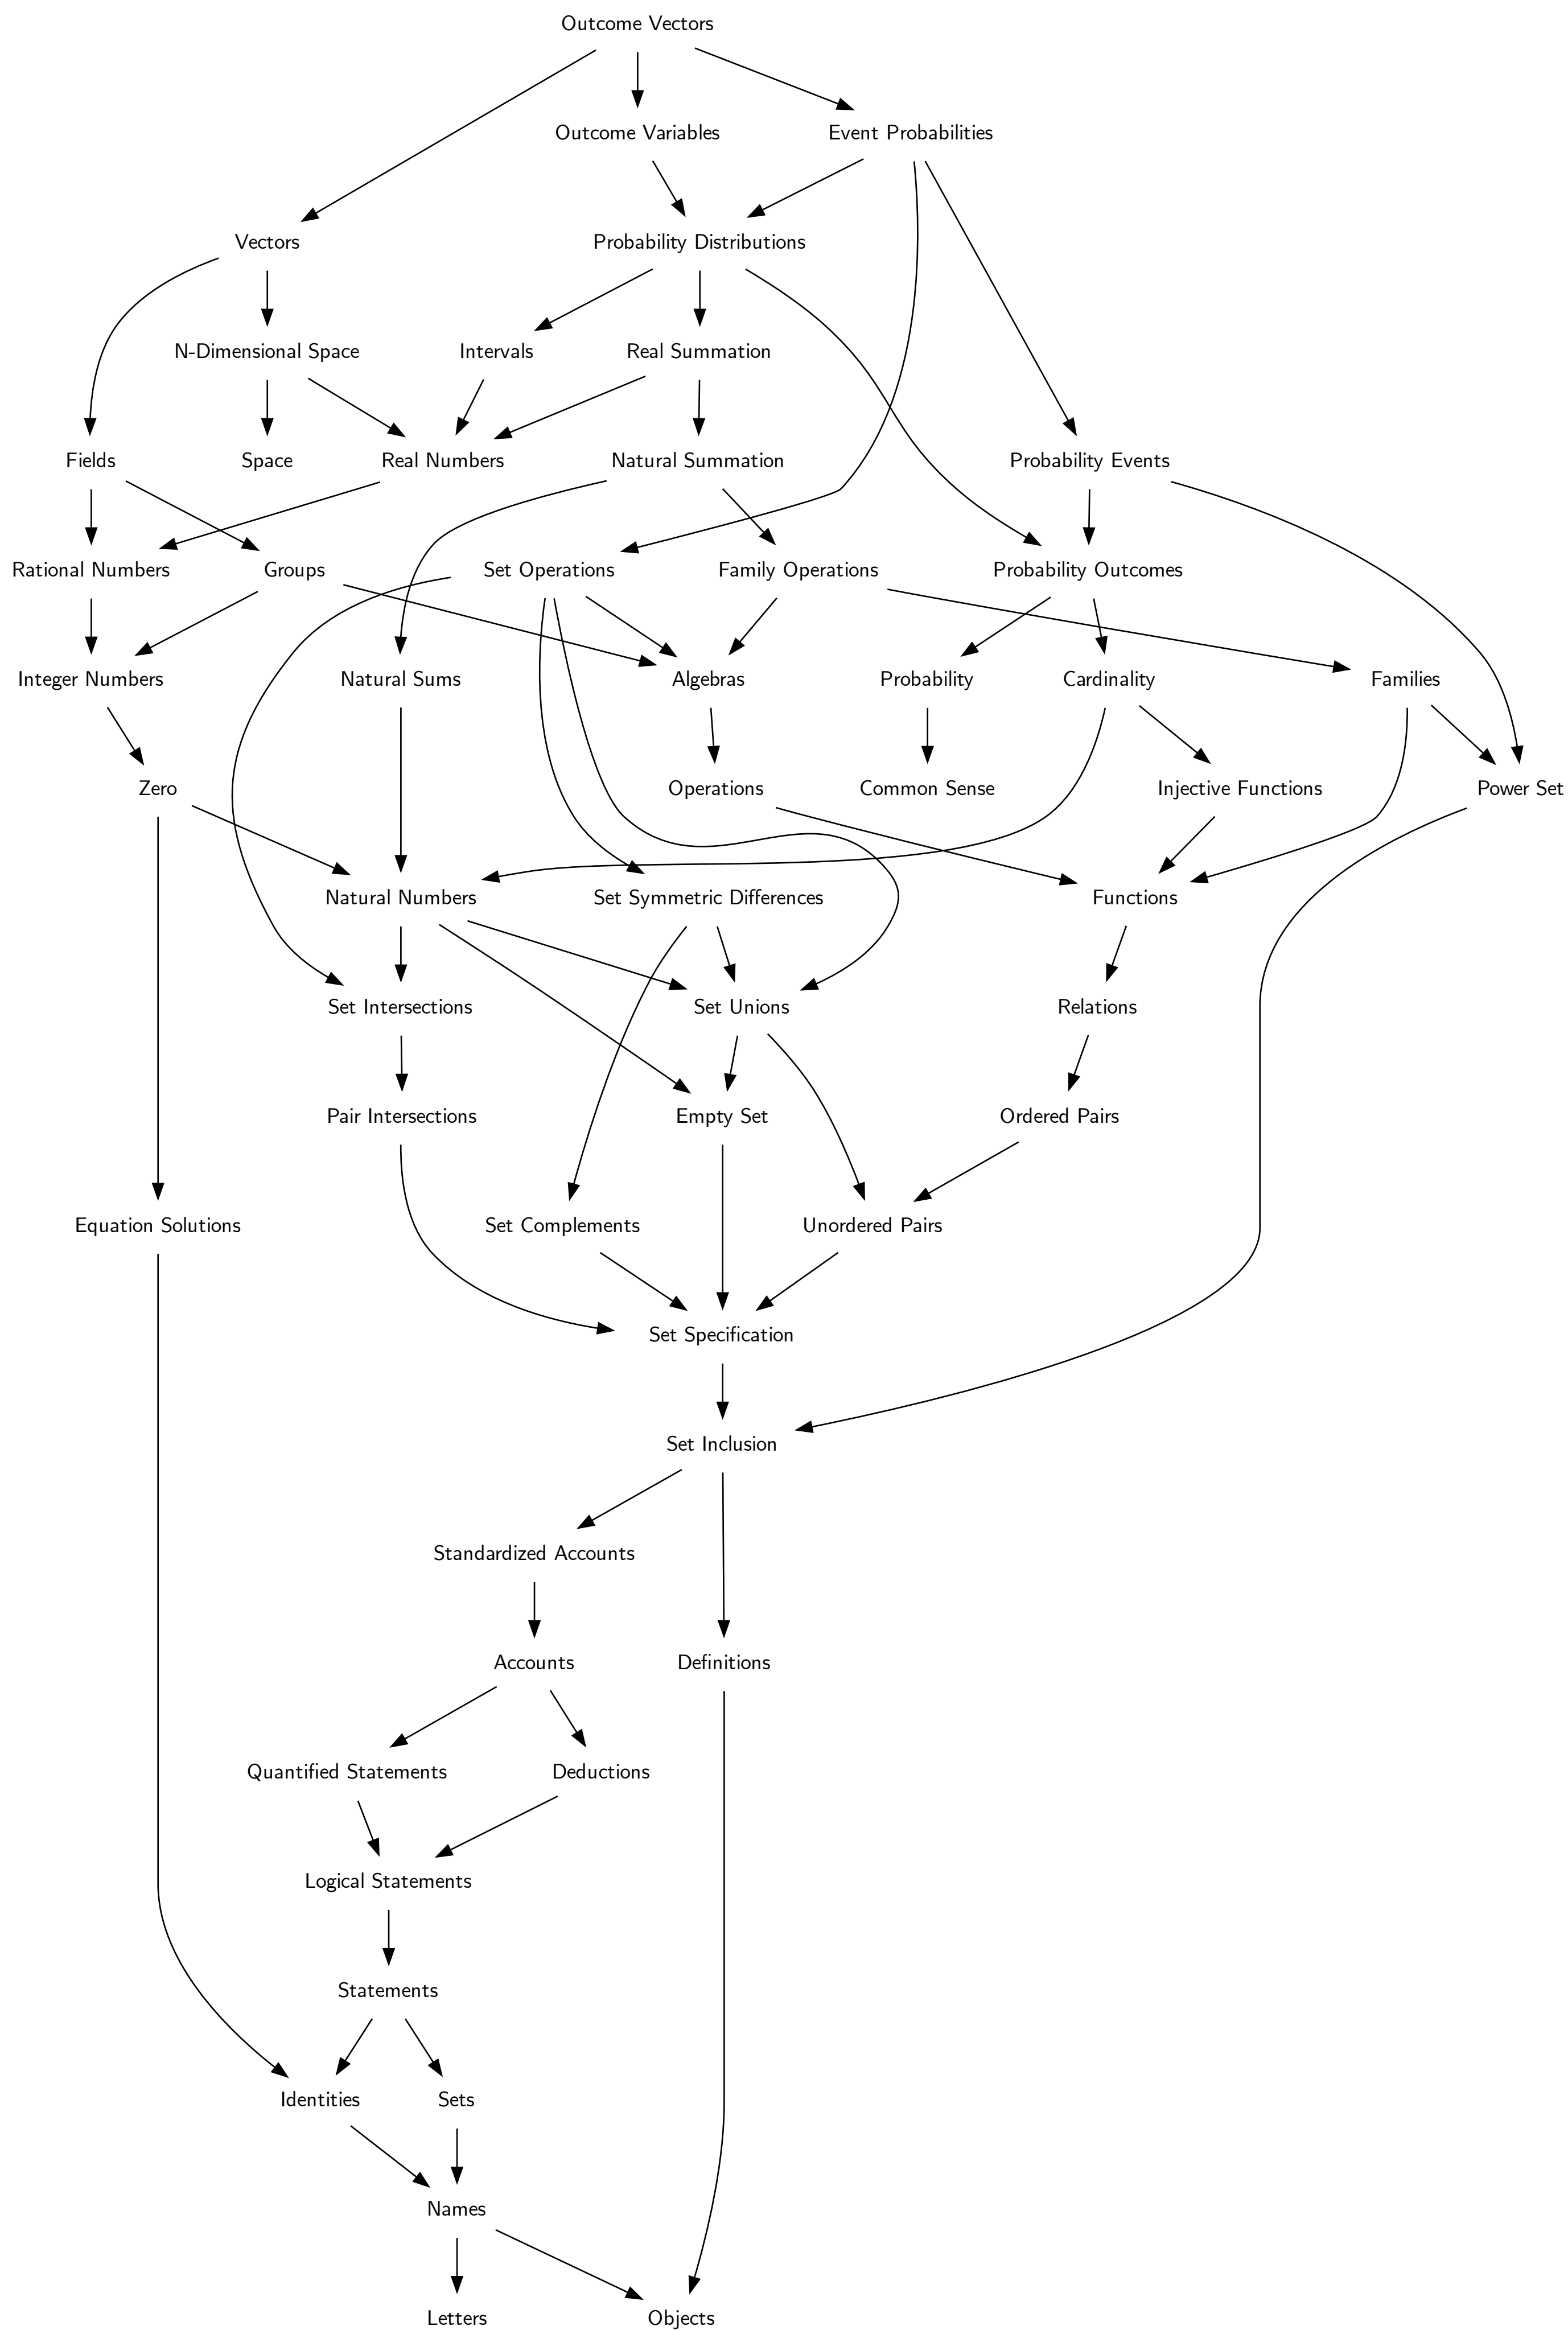 Outcome Vectors
Outcome Variables
Event Probabilities
Vectors
Probability Distributions
N-Dimensional Space
Intervals
Real Summation
Fields
Space
Real Numbers
Natural Summation
Probability Events
Rational Numbers
Groups
Set Operations
Family Operations
Probability Outcomes
Integer Numbers
Natural Sums
Algebras
Probability
Cardinality
Families
Zero
Operations
Common Sense
Injective Functions
Power Set
Natural Numbers
Set Symmetric Differences
Functions
Set Intersections
Set Unions
Relations
Pair Intersections
Empty Set
Ordered Pairs
Equation Solutions
Set Complements
Unordered Pairs
Set Specification
Set Inclusion
Standardized Accounts
Accounts
Definitions
Quantified Statements
Deductions
Logical Statements
Statements
Identities
Sets
Names
Letters
Objects